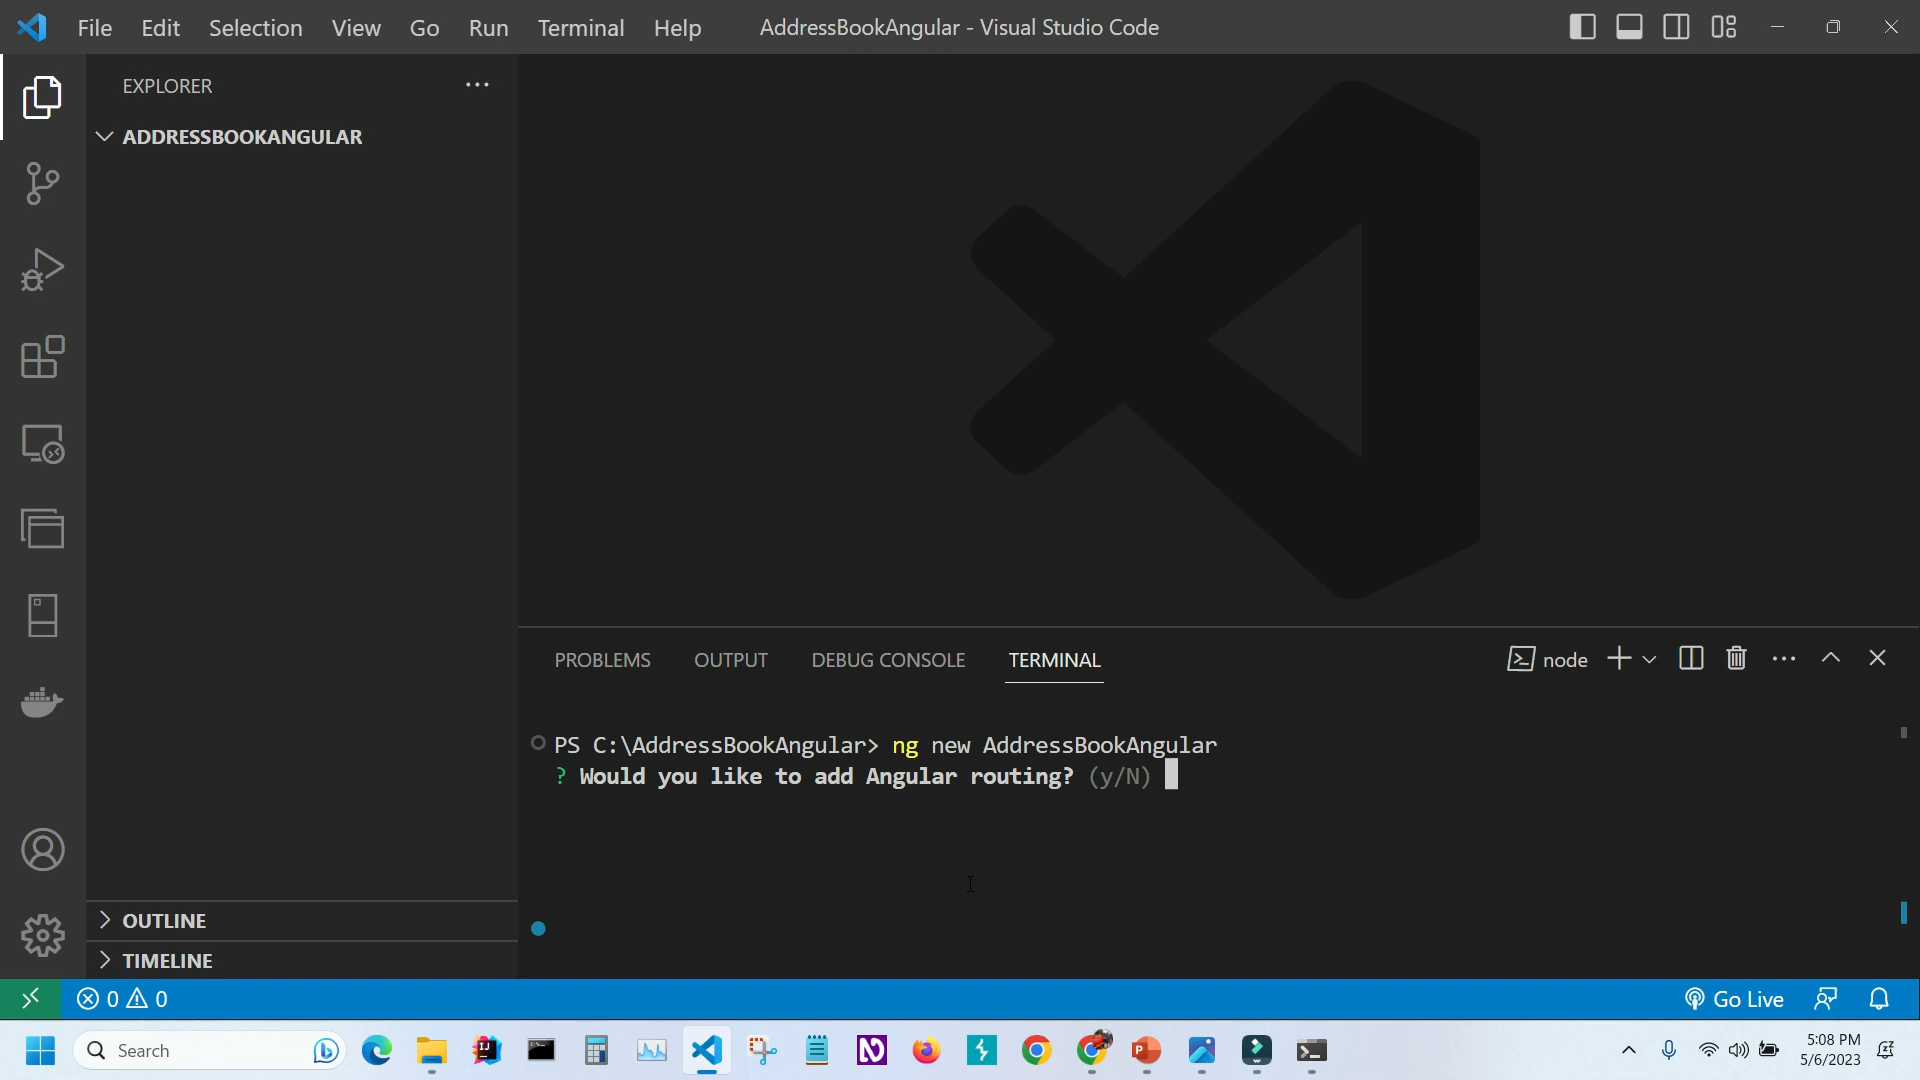 File Edit Selection View Go Run Terminal Help AddressBookAngular - Visual Studio Code
EXPLORER
ADDRESSBOOKANGULAR
PROBLEMS OUTPUT DEBUG CONSOLE TERMINAL node
PS C:\AddressBookAngular> ng new AddressBookAngular
? Would you like to add Angular routing? (y/N)
OUTLINE
TIMELINE
0 0 Go Live
Search
5:08 PM
5/6/2023